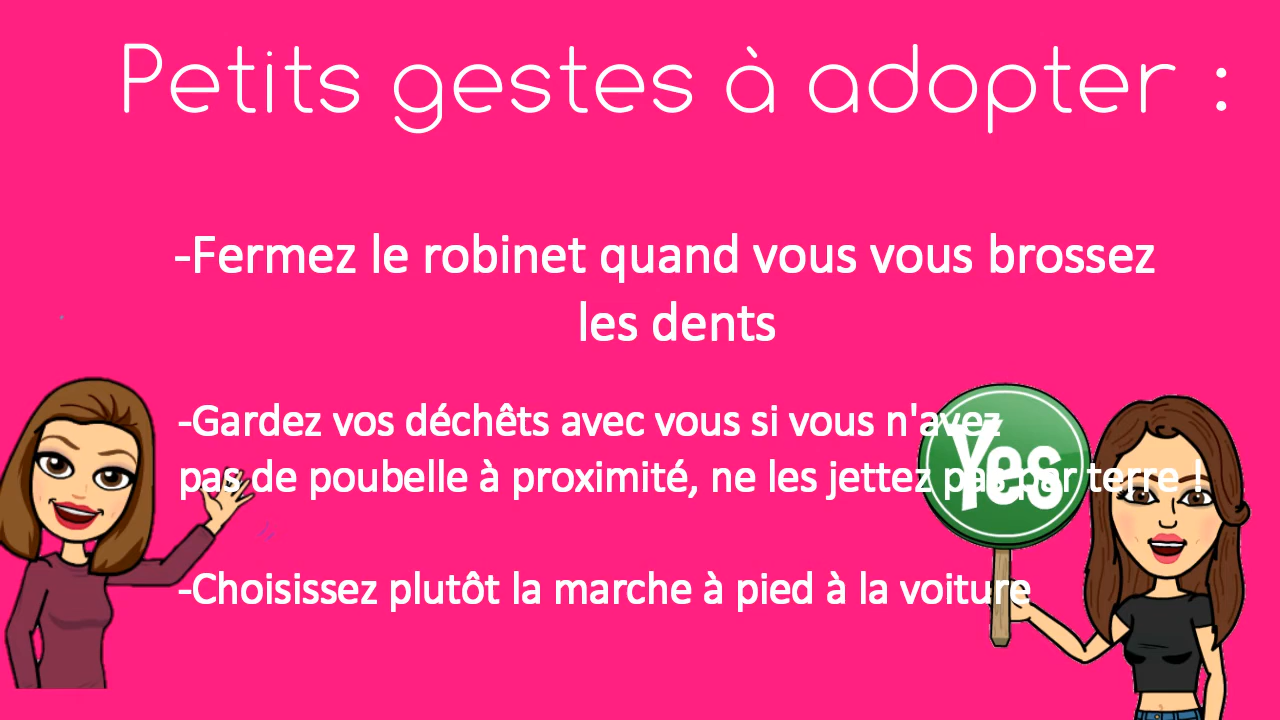 Petits gestes à adopter :
-Fermez le robinet quand vous vous brossez
les dents
-Gardez vos déchêts avec vous si vous n'avez
pas de poubelle à proximité, ne les jettez pas par terre !
Yes
-Choisissez plutôt la marche à pied à la voiture